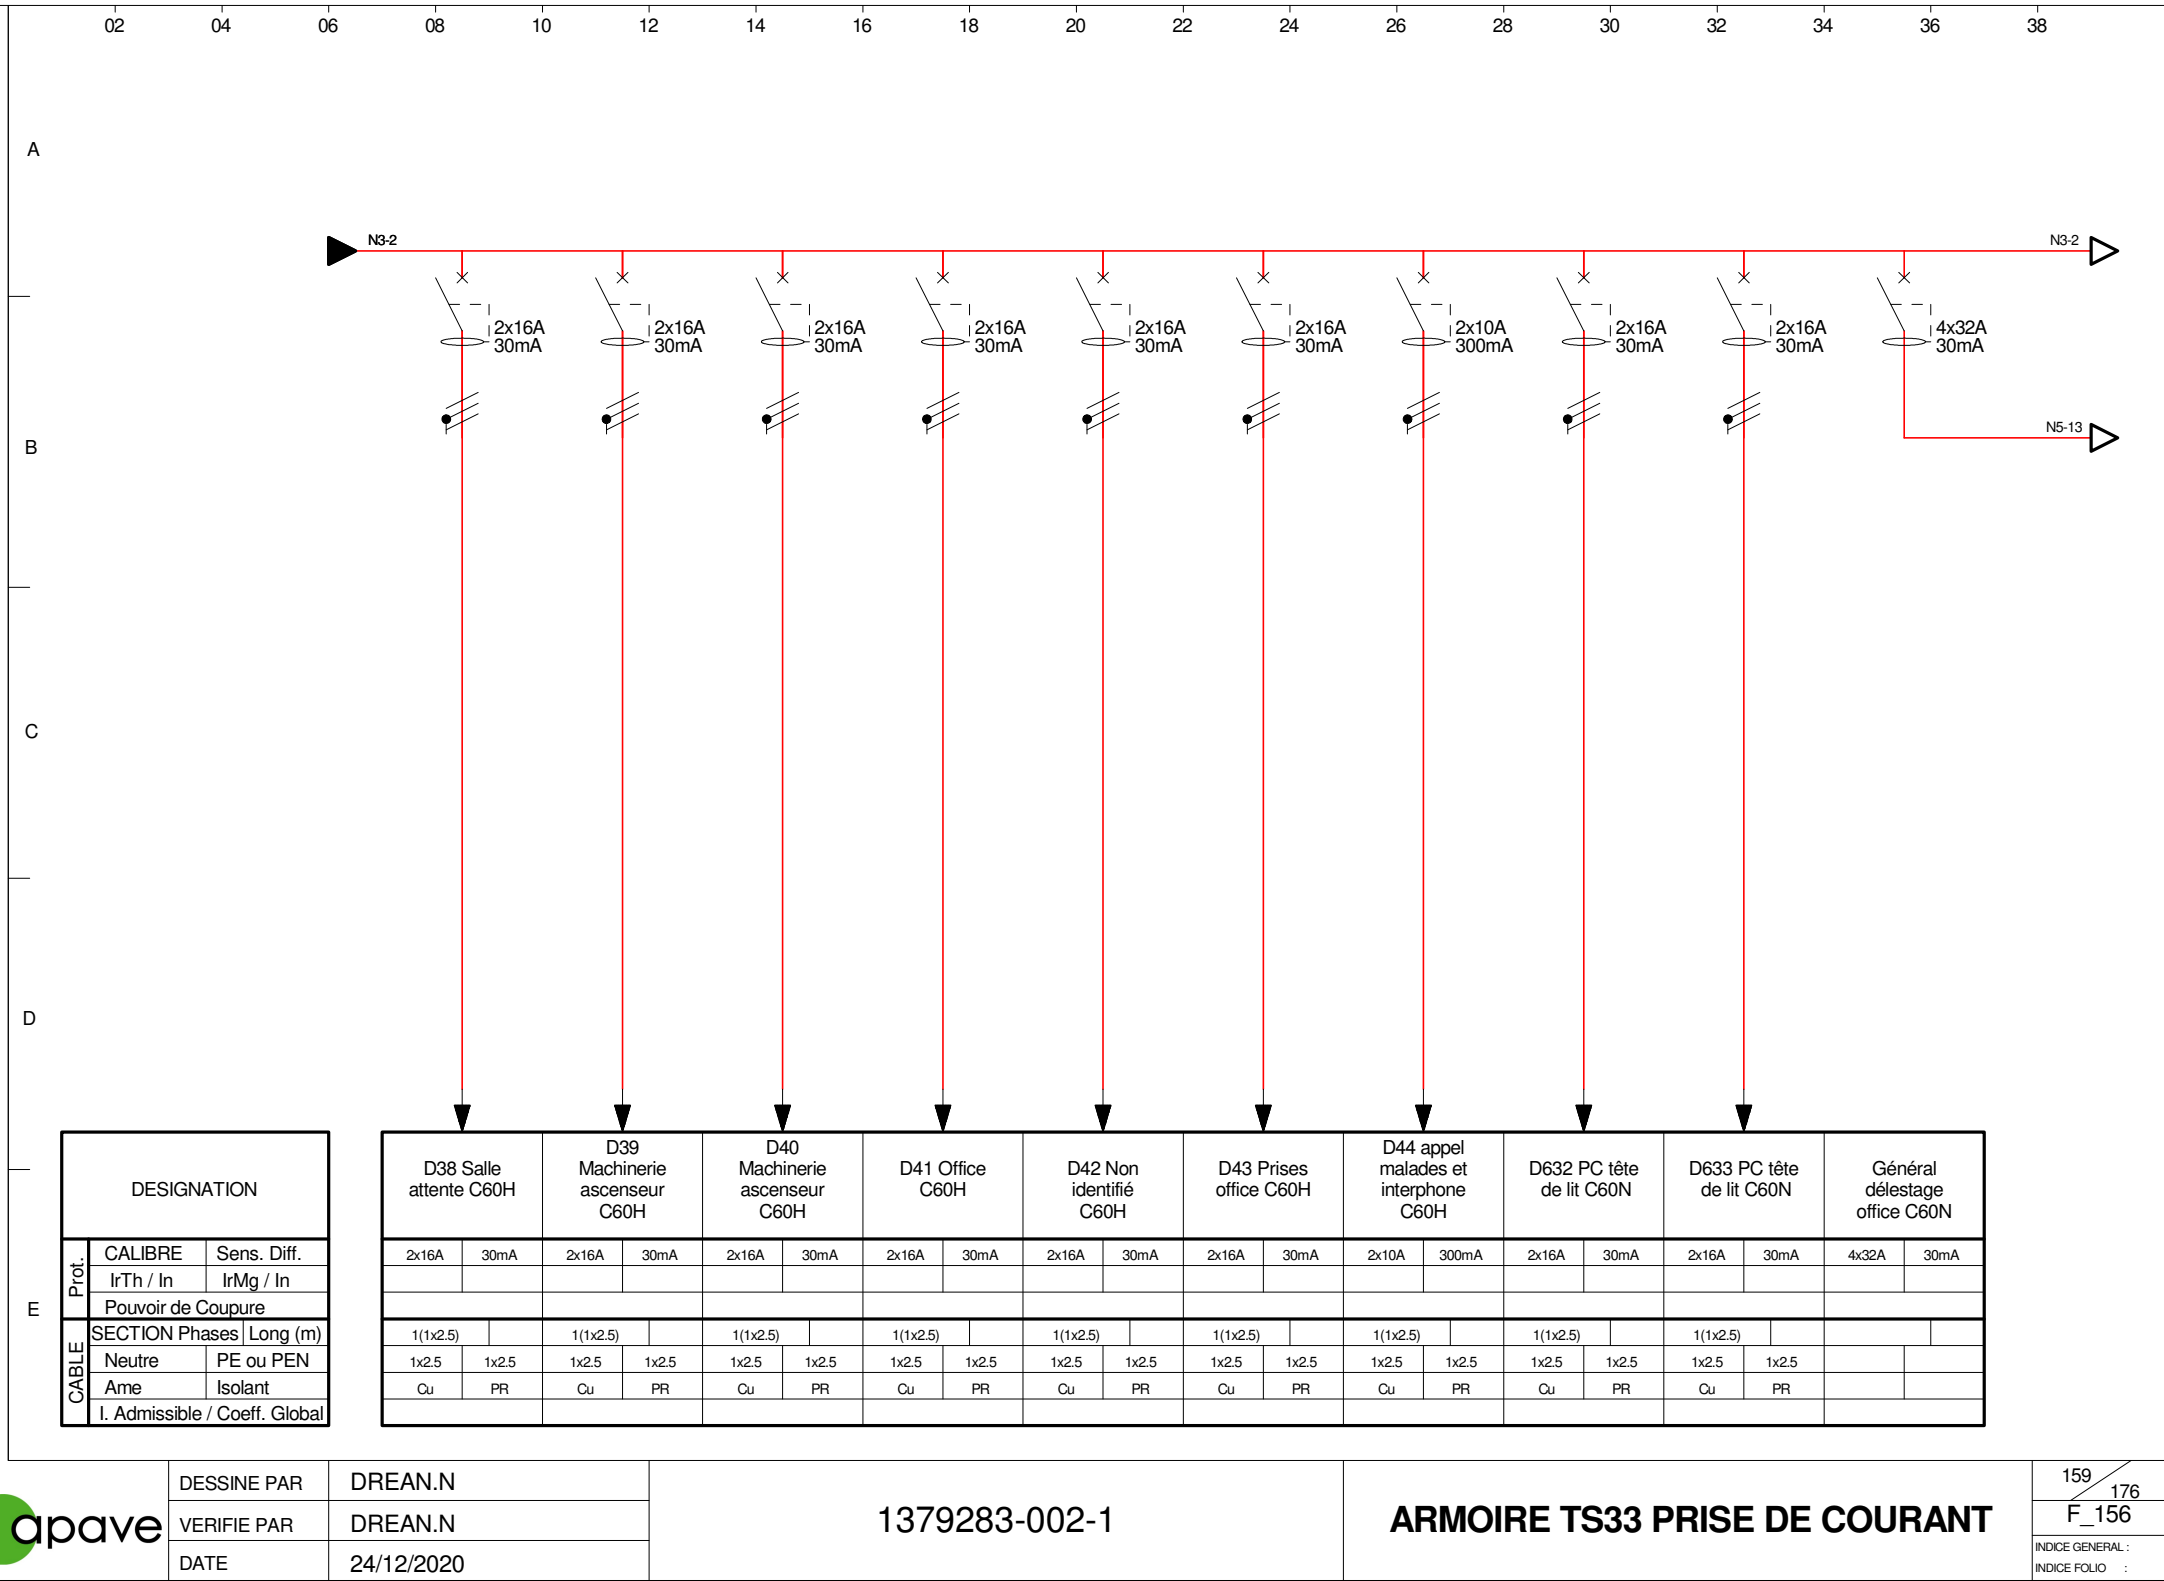 02 04 06 08 10 12 14 16 18 20 22 24 26 28 30 32 34 36 38
A
B
C
D
E
N3-2
N3-2
2x16A
30mA
2x16A
30mA
2x16A
30mA
2x16A
30mA
2x16A
30mA
2x16A
30mA
2x10A
300mA
2x16A
30mA
2x16A
30mA
4x32A
30mA
N5-13
DESIGNATION
D38 Salle
attente C60H
D39
Machinerie
ascenseur
C60H
D40
Machinerie
ascenseur
C60H
D41 Office
C60H
D42 Non
identifié
C60H
D43 Prises
office C60H
D44 appel
malades et
interphone
C60H
D632 PC tête
de lit C60N
D633 PC tête
de lit C60N
Général
délestage
office C60N
Prot.
CALIBRE Sens. Diff. 2x16A 30mA 2x16A 30mA 2x16A 30mA 2x16A 30mA 2x16A 30mA 2x16A 30mA 2x10A 300mA 2x16A 30mA 2x16A 30mA 4x32A 30mA
IrTh / In IrMg / In
Pouvoir de Coupure
CABLE
SECTION Phases Long (m) 1(1x2.5) 1(1x2.5) 1(1x2.5) 1(1x2.5) 1(1x2.5) 1(1x2.5) 1(1x2.5) 1(1x2.5) 1(1x2.5)
Neutre PE ou PEN 1x2.5 1x2.5 1x2.5 1x2.5 1x2.5 1x2.5 1x2.5 1x2.5 1x2.5 1x2.5 1x2.5 1x2.5 1x2.5 1x2.5 1x2.5 1x2.5 1x2.5 1x2.5
Ame Isolant Cu PR Cu PR Cu PR Cu PR Cu PR Cu PR Cu PR Cu PR Cu PR
I. Admissible / Coeff. Global
apave
DESSINE PAR DREAN.N
VERIFIE PAR DREAN.N
DATE 24/12/2020
1379283-002-1
ARMOIRE TS33 PRISE DE COURANT
159 / 176
F_156
INDICE GENERAL :
INDICE FOLIO :